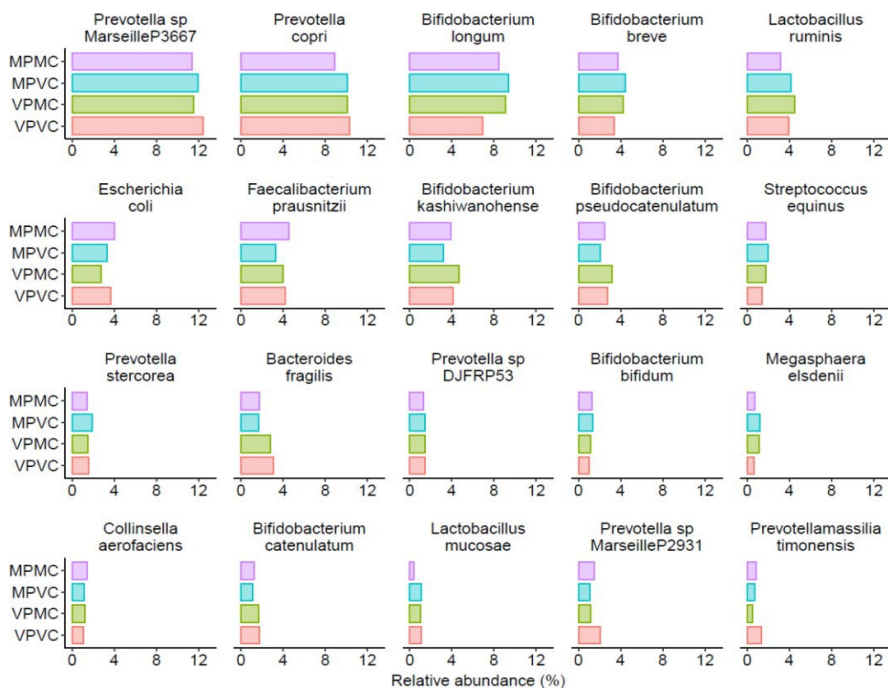 Prevotella sp
MarseilleP3667
Prevotella
copri
Bifidobacterium
longum
Bifidobacterium
breve
Lactobacillus
ruminis
MPMC
MPVC
VPMC
VPVC
0 4 8 12 0 4 8 12 0 4 8 12 0 4 8 12 0 4 8 12
Escherichia
coli
Faecalibacterium
prausnitzii
Bifidobacterium
kashiwanohense
Bifidobacterium
pseudocatenulatum
Streptococcus
equinus
MPMC
MPVC
VPMC
VPVC
0 4 8 12 0 4 8 12 0 4 8 12 0 4 8 12 0 4 8 12
Prevotella
stercorea
Bacteroides
fragilis
Prevotella sp
DJFRP53
Bifidobacterium
bifidum
Megasphaera
elsdenii
MPMC
MPVC
VPMC
VPVC
0 4 8 12 0 4 8 12 0 4 8 12 0 4 8 12 0 4 8 12
Collinsella
aerofaciens
Bifidobacterium
catenulatum
Lactobacillus
mucosae
Prevotella sp
MarseilleP2931
Prevotellamassilia
timonensis
MPMC
MPVC
VPMC
VPVC
0 4 8 12 0 4 8 12 0 4 8 12 0 4 8 12 0 4 8 12
Relative abundance (%)